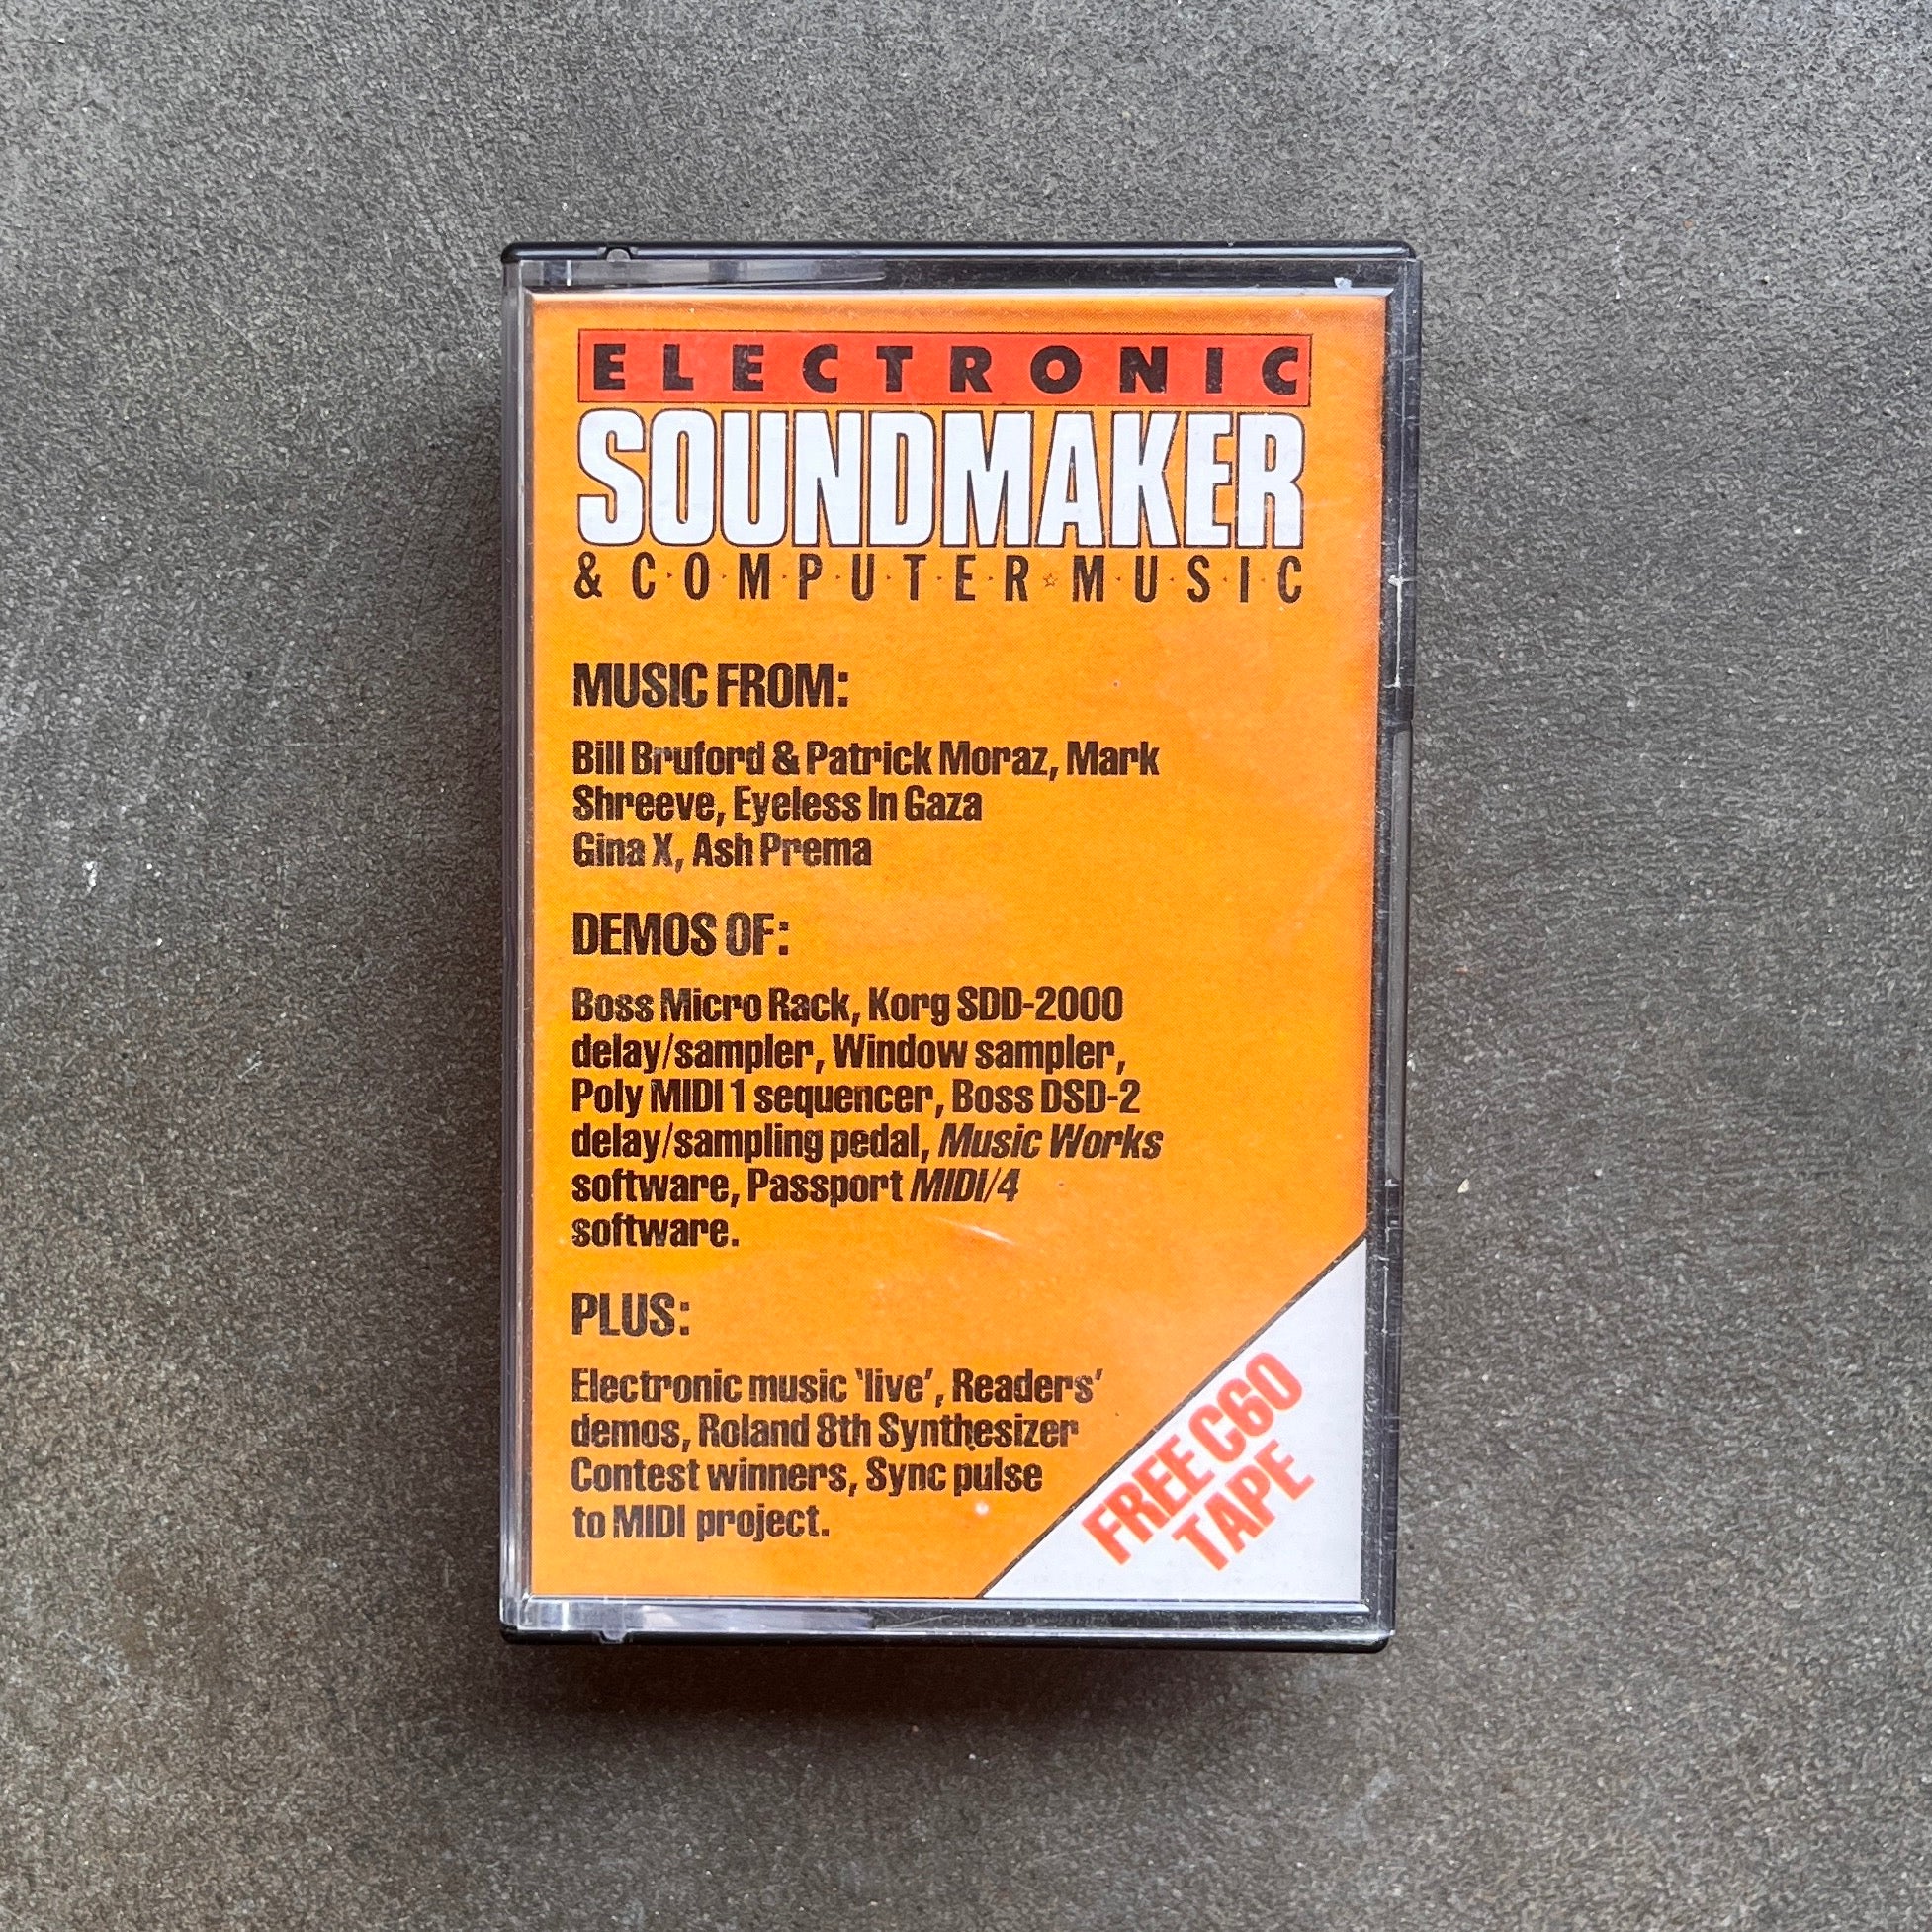 ELECTRONIC
SOUNDMAKER
& C·O·M·P·U·T·E·R☆M·U·S·I·C
MUSIC FROM:
Bill Bruford & Patrick Moraz, Mark
Shreeve, Eyeless In Gaza
Gina X, Ash Prema
DEMOS OF:
Boss Micro Rack, Korg SDD-2000
delay/sampler, Window sampler,
Poly MIDI 1 sequencer, Boss DSD-2
delay/sampling pedal, Music Works
software, Passport MIDI/4
software.
PLUS:
Electronic music ‘live’, Readers’
demos, Roland 8th Synthesizer
Contest winners, Sync pulse
to MIDI project.
FREE C60
TAPE